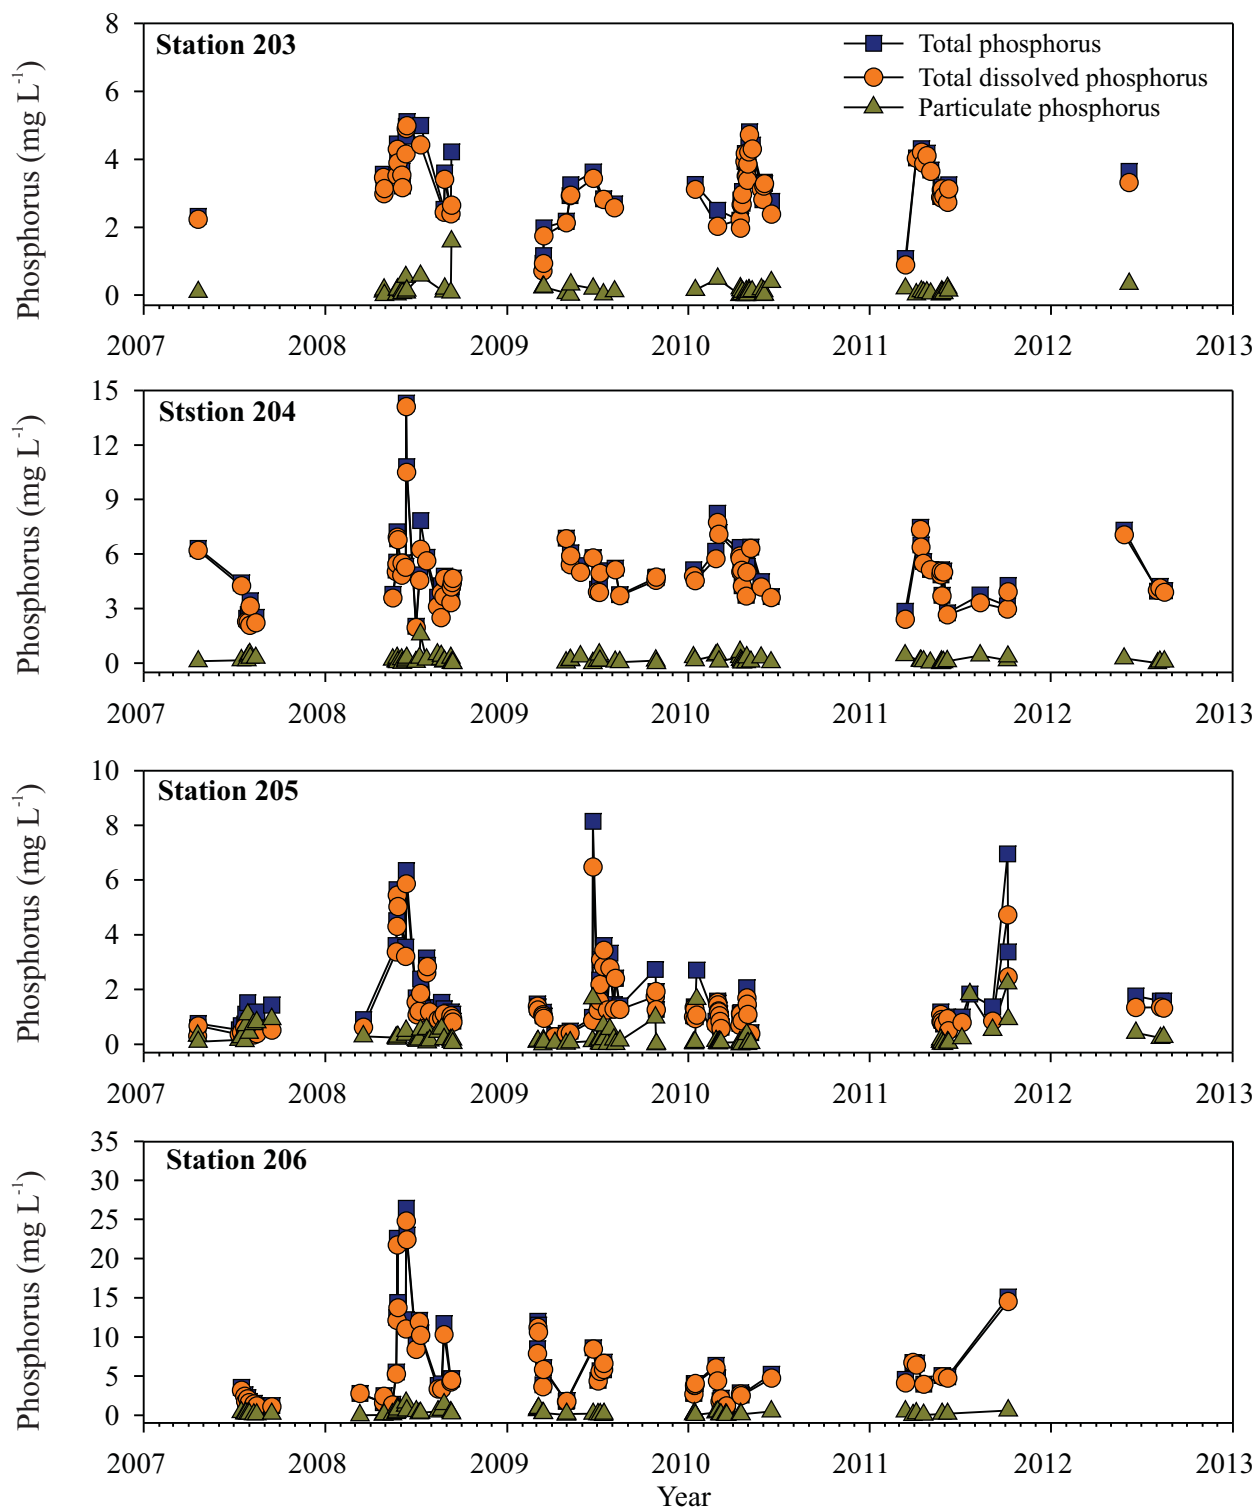 8
Station 203
Total phosphorus
Total dissolved phosphorus
Particulate phosphorus
6
4
2
0
Phosphorus (mg L⁻¹)
2007 2008 2009 2010 2011 2012 2013
15
Ststion 204
12
9
6
3
0
Phosphorus (mg L⁻¹)
2007 2008 2009 2010 2011 2012 2013
10
Station 205
8
6
4
2
0
Phosphorus (mg L⁻¹)
2007 2008 2009 2010 2011 2012 2013
35
Station 206
30
25
20
15
10
5
0
Phosphorus (mg L⁻¹)
2007 2008 2009 2010 2011 2012 2013
Year